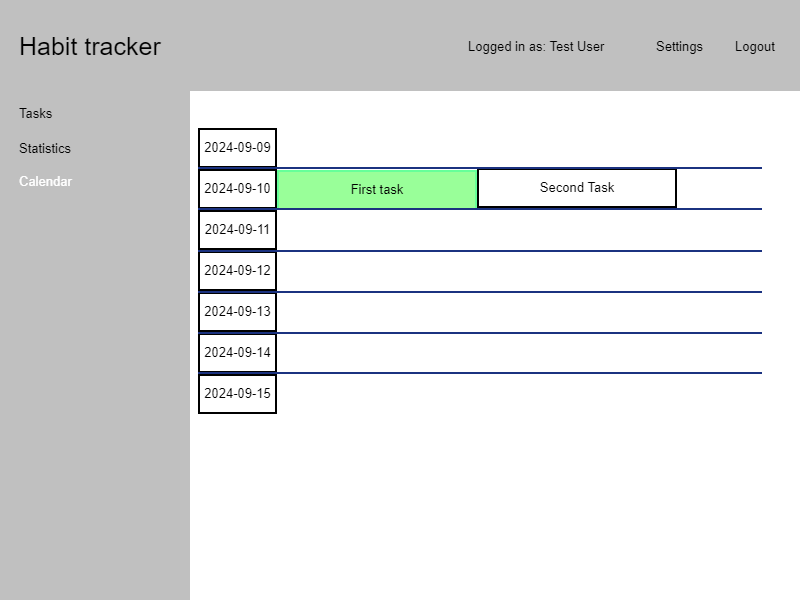 Habit tracker
Logged in as: Test User
Settings
Logout
Tasks
Statistics
Calendar
2024-09-09
2024-09-10
First task
Second Task
2024-09-11
2024-09-12
2024-09-13
2024-09-14
2024-09-15